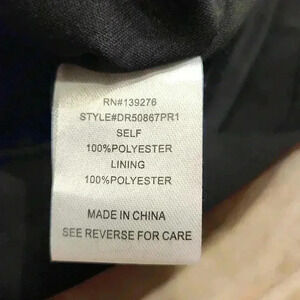 RN#139276
STYLE#DR50867PR1
SELF
100%POLYESTER
LINING
100%POLYESTER
MADE IN CHINA
SEE REVERSE FOR CARE